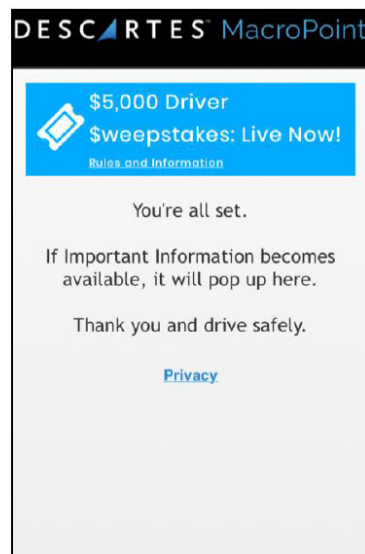 DESCARTES™ MacroPoint
$5,000 Driver
$weepstakes: Live Now!
Rules and Information
You're all set.
If Important Information becomes
available, it will pop up here.
Thank you and drive safely.
Privacy